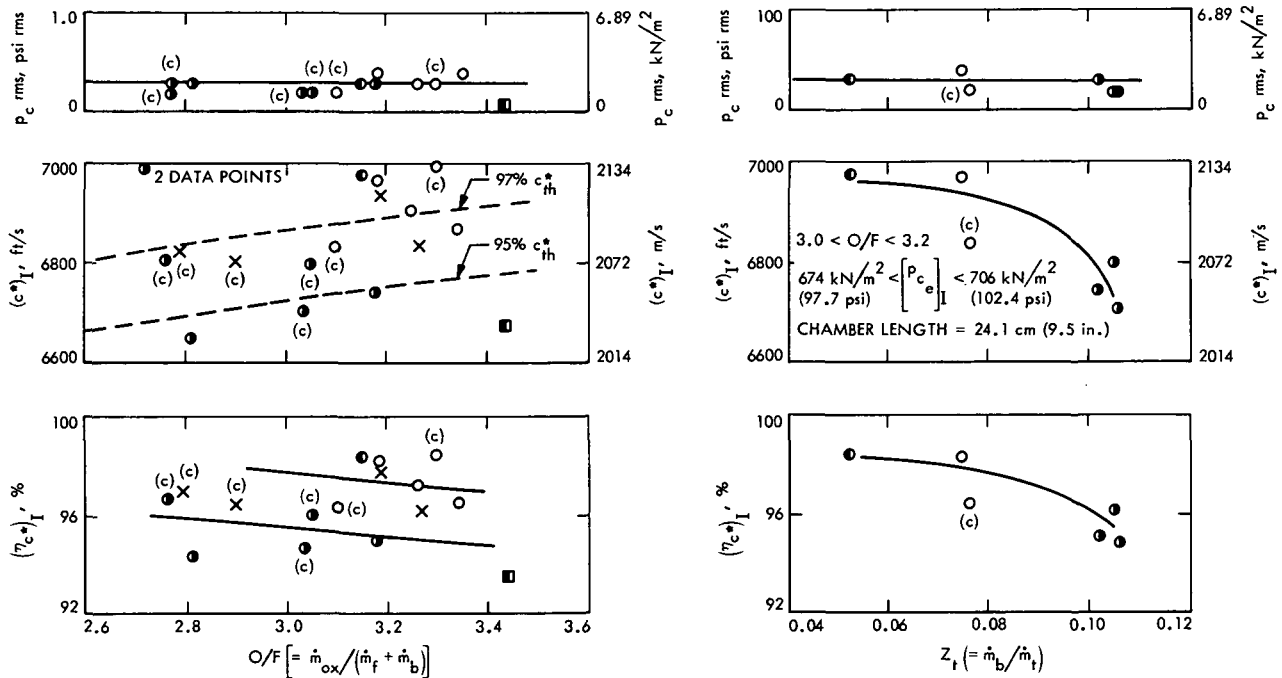 1.0
p_c rms, psi rms
0
(c)
(c)
(c)
(c)
(c)
(c)
6.89
p_c rms, kN/m²
0
7000
(c*)_I, ft/s
6800
6600
2 DATA POINTS
97% c*_th
95% c*_th
(c)
(c)
(c)
(c)
(c)
(c)
(c)
2134
(c*)_I, m/s
2072
2014
100
(η_c*)_I, %
96
92
(c)
(c)
(c)
(c)
(c)
(c)
(c)
2.6
2.8
3.0
3.2
3.4
3.6
O/F [= ṁ_ox/(ṁ_f + ṁ_b)]
100
p_c rms, psi rms
0
(c)
6.89
p_c rms, kN/m²
0
7000
(c*)_I, ft/s
6800
6600
(c)
3.0 < O/F < 3.2
674 kN/m² < [p_c_e]_I < 706 kN/m²
(97.7 psi) (102.4 psi)
CHAMBER LENGTH = 24.1 cm (9.5 in.)
2134
(c*)_I, m/s
2072
2014
100
(η_c*)_I, %
96
92
(c)
0.04
0.06
0.08
0.10
0.12
Z_t (= ṁ_b/ṁ_t)